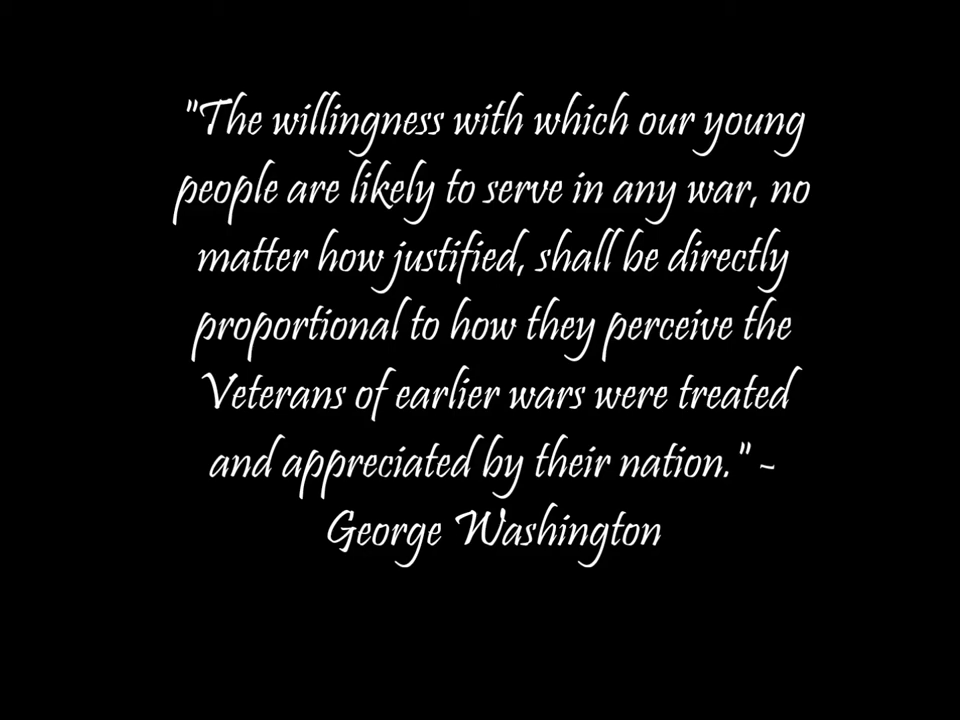 "The willingness with which our young
people are likely to serve in any war, no
matter how justified, shall be directly
proportional to how they perceive the
Veterans of earlier wars were treated
and appreciated by their nation." -
George Washington